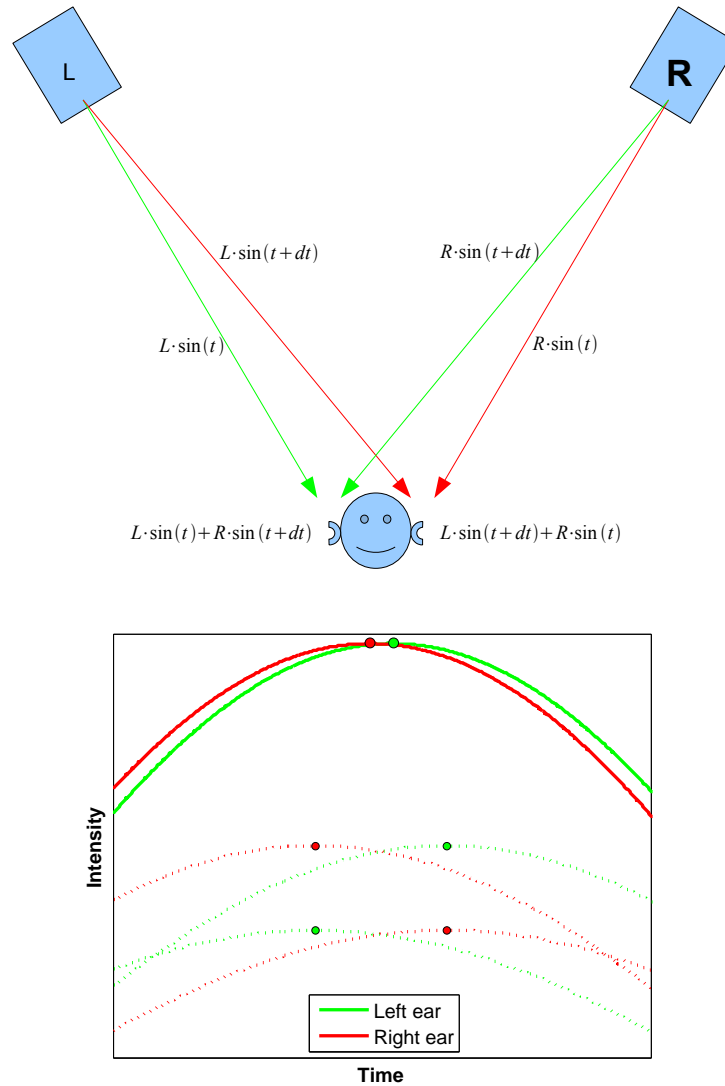 L
R
L·sin(t+dt)
R·sin(t+dt)
L·sin(t)
R·sin(t)
L·sin(t)+R·sin(t+dt)
L·sin(t+dt)+R·sin(t)
Intensity
Left ear
Right ear
Time